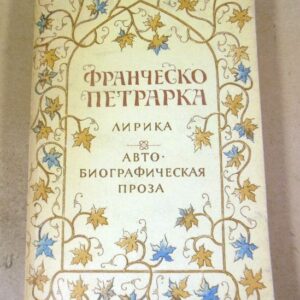 ФРАНЧЕСКО
ПЕТРАРКА
ЛИРИКА
АВТО·
БИОГРАФИЧЕСКАЯ
ПРОЗА